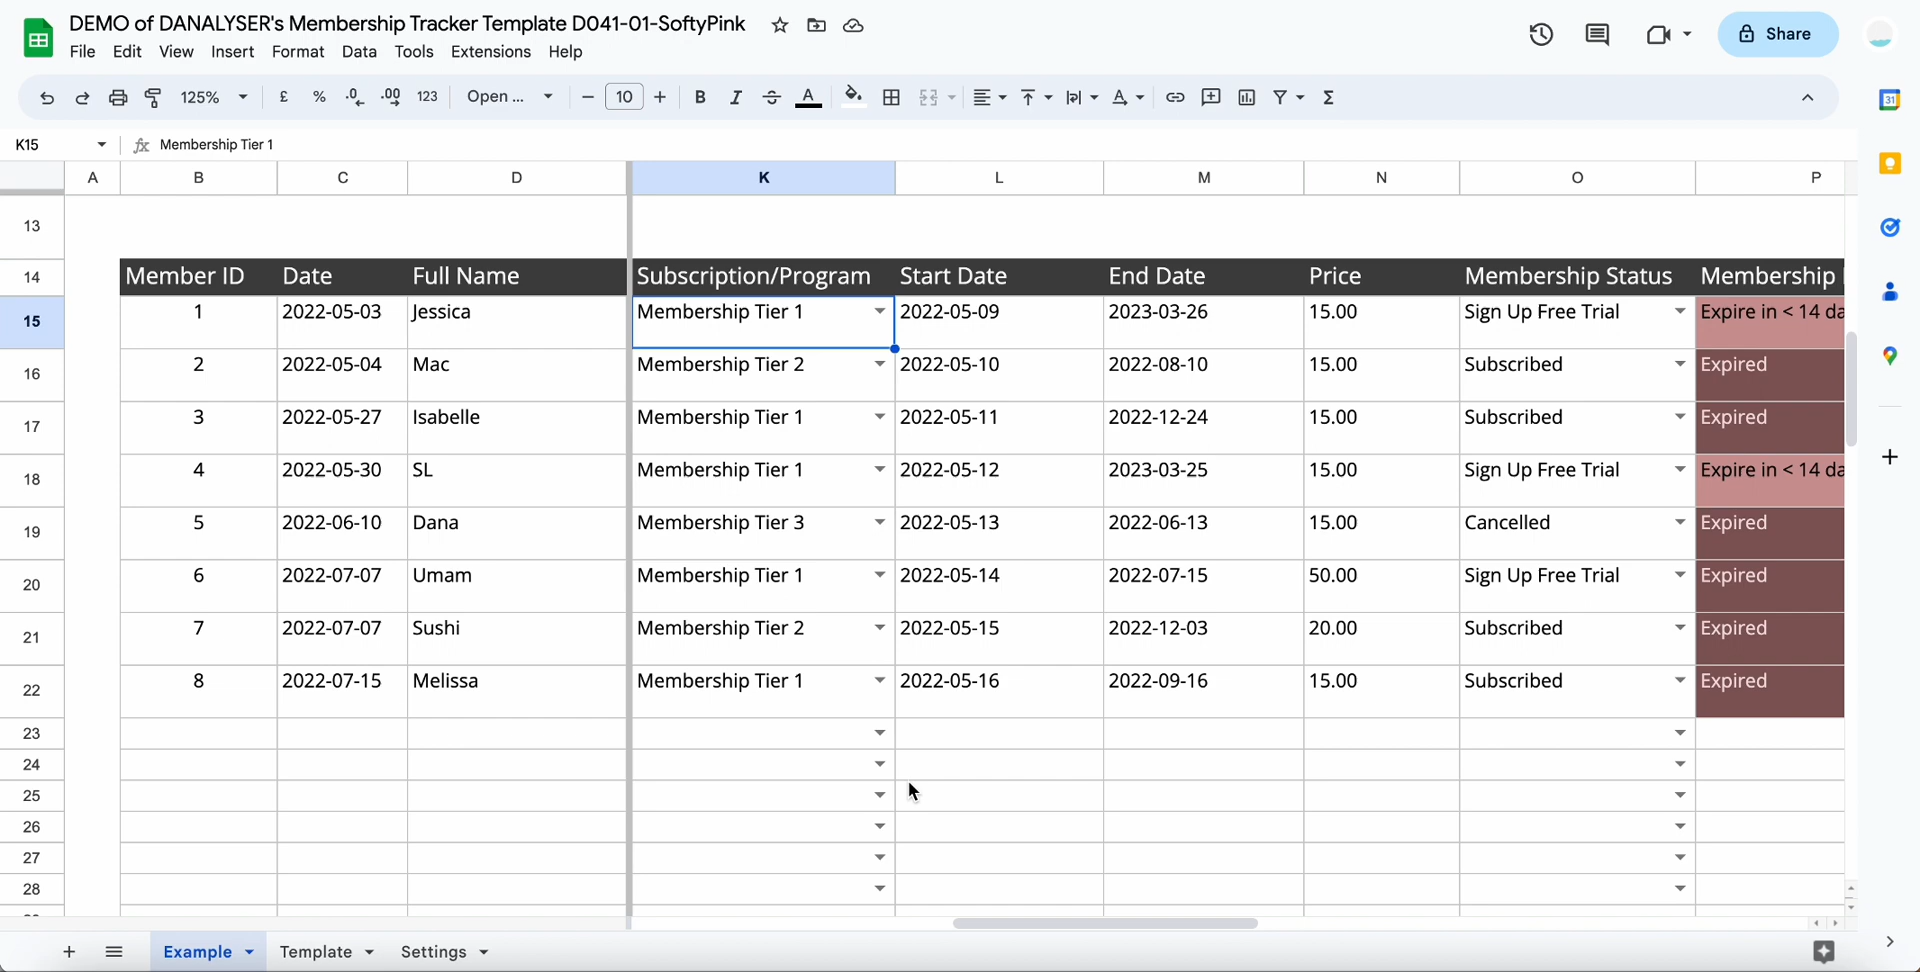 DEMO of DANALYSER's Membership Tracker Template D041-01-SoftyPink
File Edit View Insert Format Data Tools Extensions Help
Share
125% £ % .0 .00 123 Open ... 10 B I S A
31
K15 fx Membership Tier 1
A B C D K L M N O P
13
14 Member ID Date Full Name Subscription/Program Start Date End Date Price Membership Status Membership
15 1 2022-05-03 Jessica Membership Tier 1 2022-05-09 2023-03-26 15.00 Sign Up Free Trial Expire in < 14 da
16 2 2022-05-04 Mac Membership Tier 2 2022-05-10 2022-08-10 15.00 Subscribed Expired
17 3 2022-05-27 Isabelle Membership Tier 1 2022-05-11 2022-12-24 15.00 Subscribed Expired
18 4 2022-05-30 SL Membership Tier 1 2022-05-12 2023-03-25 15.00 Sign Up Free Trial Expire in < 14 da
19 5 2022-06-10 Dana Membership Tier 3 2022-05-13 2022-06-13 15.00 Cancelled Expired
20 6 2022-07-07 Umam Membership Tier 1 2022-05-14 2022-07-15 50.00 Sign Up Free Trial Expired
21 7 2022-07-07 Sushi Membership Tier 2 2022-05-15 2022-12-03 20.00 Subscribed Expired
22 8 2022-07-15 Melissa Membership Tier 1 2022-05-16 2022-09-16 15.00 Subscribed Expired
23
24
25
26
27
28
Example Template Settings